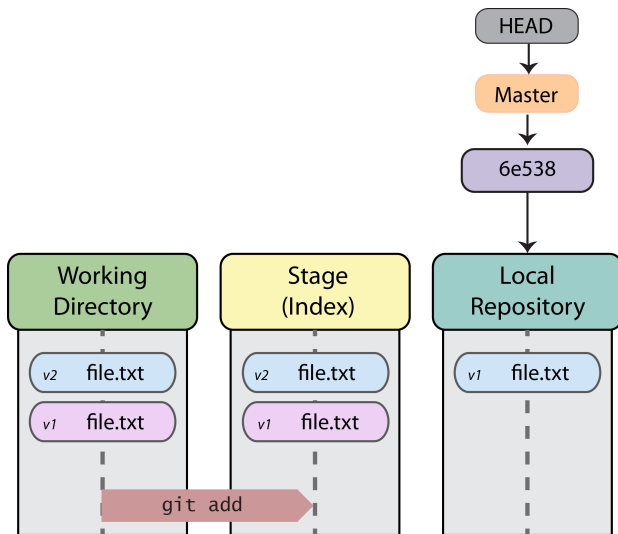 HEAD
Master
6e538
Working
Directory
Stage
(Index)
Local
Repository
v2 file.txt
v2 file.txt
v1 file.txt
v1 file.txt
v1 file.txt
git add